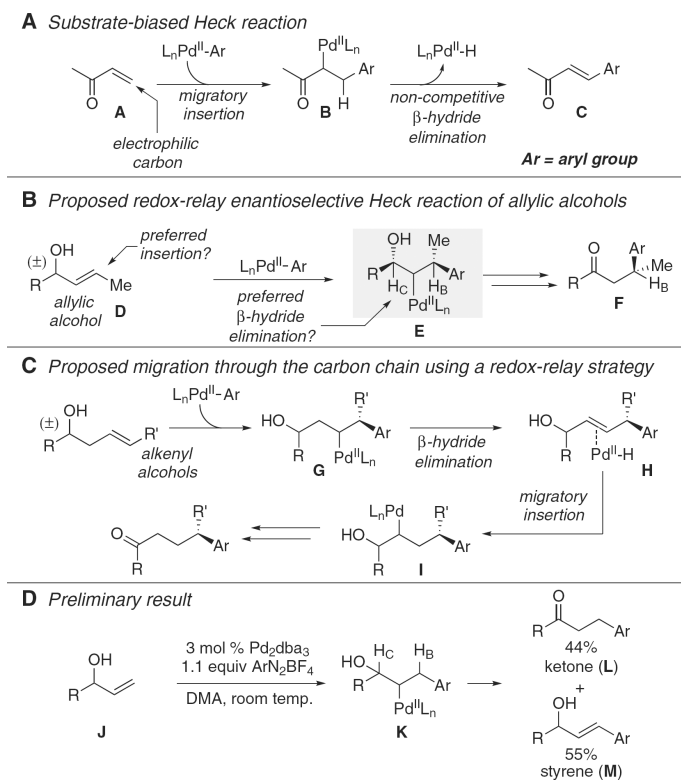 A Substrate-biased Heck reaction
O
A
electrophilic
carbon
LnPdII-Ar
migratory
insertion
PdIILn
Ar
O
H
B
LnPdII-H
non-competitive
β-hydride
elimination
Ar
O
C
Ar = aryl group
B Proposed redox-relay enantioselective Heck reaction of allylic alcohols
(±)
OH
R
Me
allylic
alcohol
D
preferred
insertion?
LnPdII-Ar
preferred
β-hydride
elimination?
OH
Me
R
Ar
HC
HB
PdIILn
E
O
Ar
R
Me
HB
F
C Proposed migration through the carbon chain using a redox-relay strategy
(±)
OH
R
R'
alkenyl
alcohols
LnPdII-Ar
R'
HO
Ar
R
PdIILn
G
β-hydride
elimination
R'
HO
Ar
R
PdII-H
H
migratory
insertion
LnPd
R'
HO
Ar
R
I
R'
O
Ar
R
D Preliminary result
OH
R
J
3 mol % Pd2dba3
1.1 equiv ArN2BF4
DMA, room temp.
HC
HB
HO
R
Ar
PdIILn
K
O
R
Ar
44%
ketone (L)
+
OH
R
Ar
55%
styrene (M)